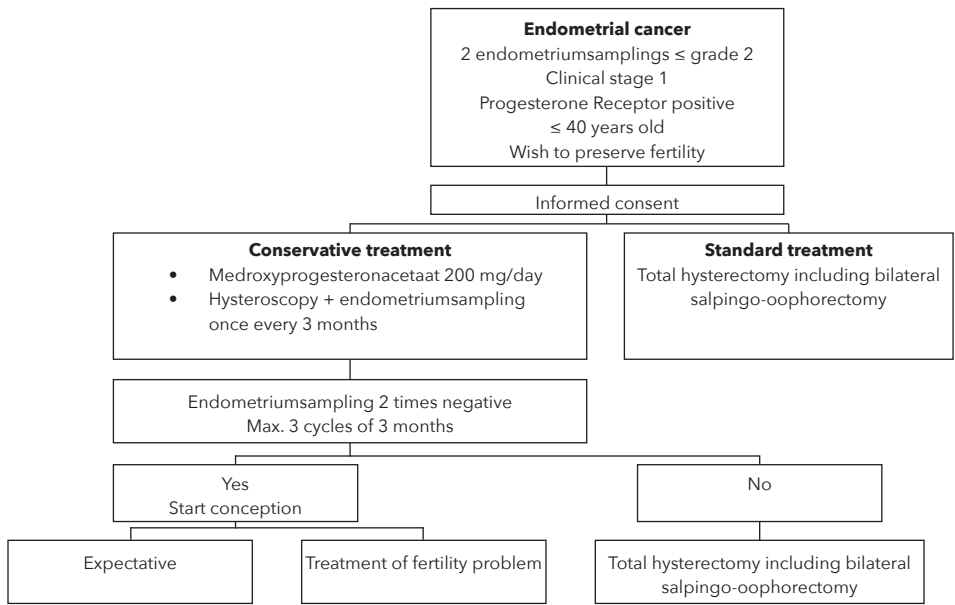 Endometrial cancer
2 endometriumsamplings ≤ grade 2
Clinical stage 1
Progesterone Receptor positive
≤ 40 years old
Wish to preserve fertility
Informed consent
Conservative treatment
• Medroxyprogesteronacetaat 200 mg/day
• Hysteroscopy + endometriumsampling
once every 3 months
Standard treatment
Total hysterectomy including bilateral
salpingo-oophorectomy
Endometriumsampling 2 times negative
Max. 3 cycles of 3 months
Yes
Start conception
No
Expectative
Treatment of fertility problem
Total hysterectomy including bilateral
salpingo-oophorectomy